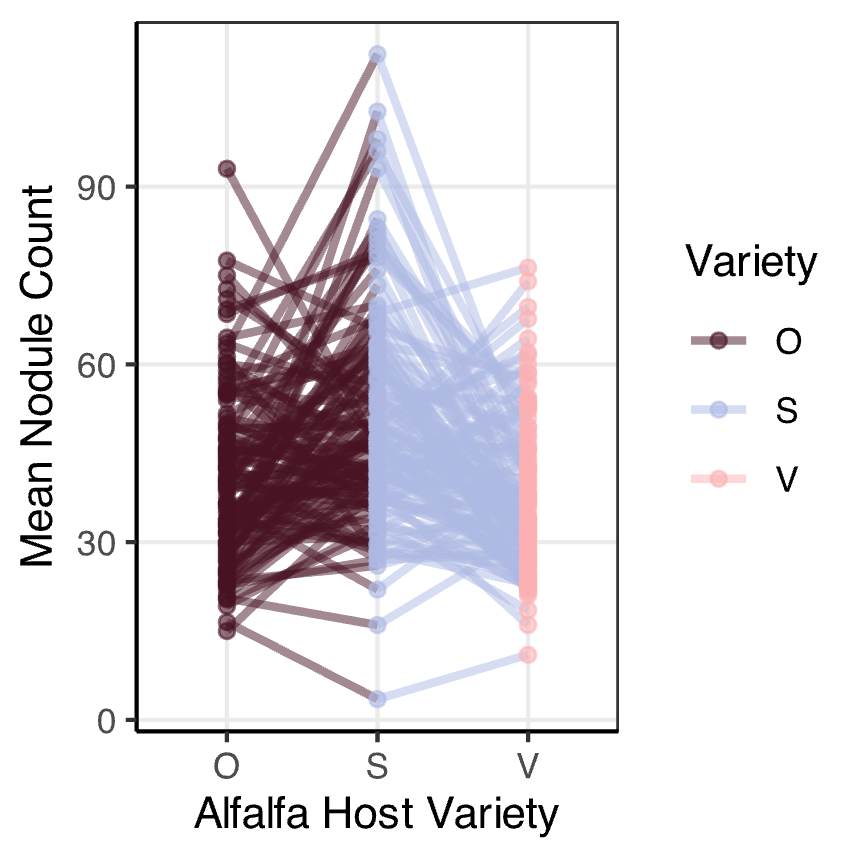 Mean Nodule Count
90
60
30
0
O S V
Alfalfa Host Variety
Variety
O
S
V